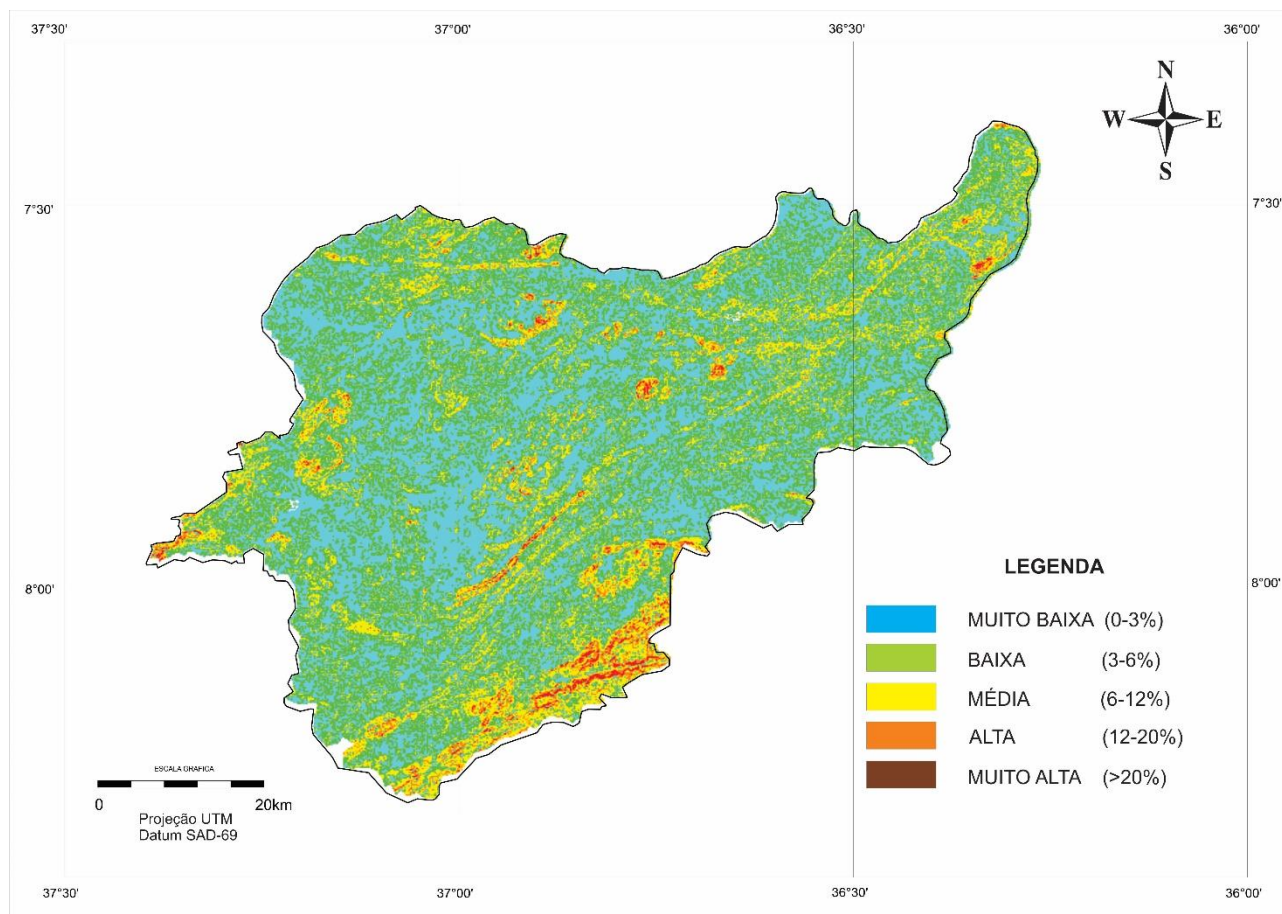 37°30' 37°00' 36°30' 36°00'
N
W E
S
7°30' 7°30'
8°00' 8°00'
LEGENDA
MUITO BAIXA (0-3%)
BAIXA (3-6%)
MÉDIA (6-12%)
ALTA (12-20%)
MUITO ALTA (>20%)
ESCALA GRAFICA
0 20km
Projeção UTM
Datum SAD-69
37°30' 37°00' 36°30' 36°00'